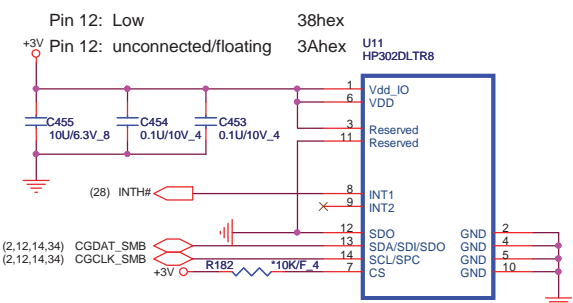 Pin 12: Low 38hex
Pin 12: unconnected/floating 3Ahex
+3V
U11
HP302DLTR8
1 Vdd_IO
6 VDD
C455 C454 C453
10U/6.3V_8 0.1U/10V_4 0.1U/10V_4
3 Reserved
11 Reserved
(28) INTH# 8 INT1
9 INT2
12 SDO GND 2
(2,12,14,34) CGDAT_SMB 13 SDA/SDI/SDO GND 4
(2,12,14,34) CGCLK_SMB 14 SCL/SPC GND 5
+3V R182 *10K/F_4 7 CS GND 10